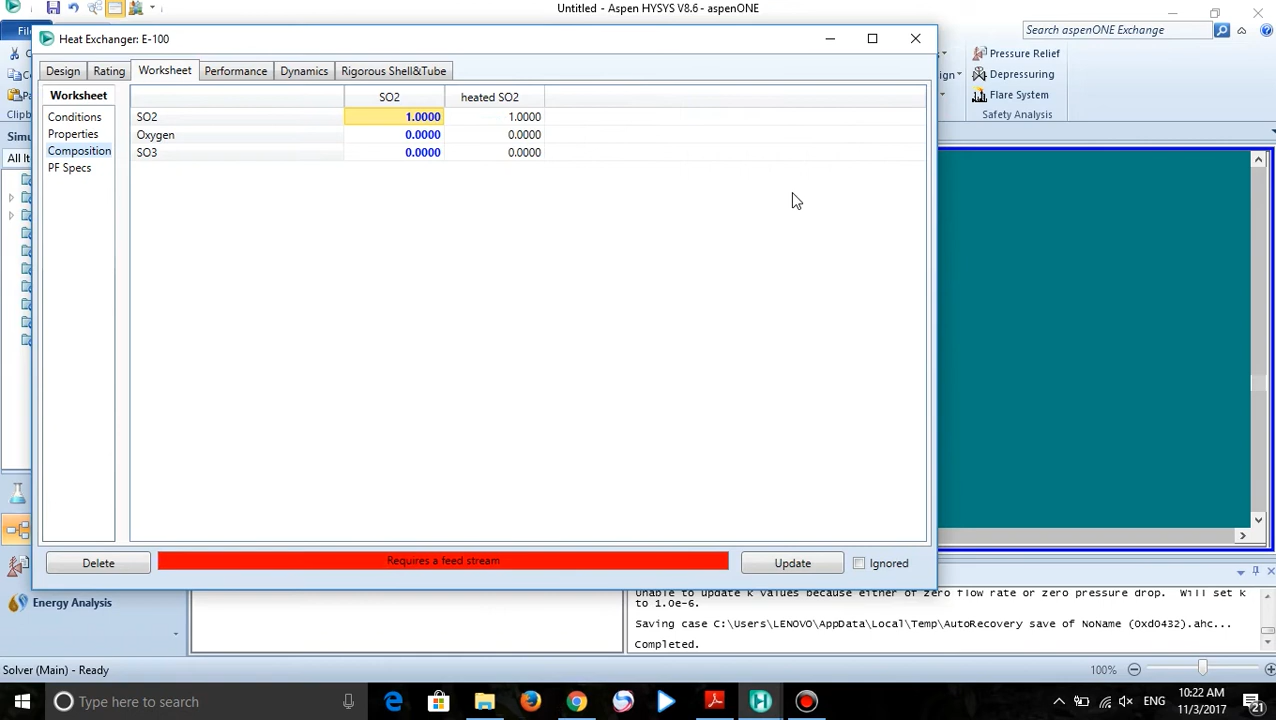 Untitled - Aspen HYSYS V8.6 - aspenONE
Search aspenONE Exchange
Heat Exchanger: E-100
Design Rating Worksheet Performance Dynamics Rigorous Shell&Tube
Pressure Relief
Depressuring
Flare System
Safety Analysis
Clipb
Simu
All It
Worksheet
Conditions
Properties
Composition
PF Specs
SO2 heated SO2
SO2 1.0000 1.0000
Oxygen 0.0000 0.0000
SO3 0.0000 0.0000
Delete Requires a feed stream Update Ignored
Energy Analysis
Unable to update k values because either of zero flow rate or zero pressure drop. Will set k
to 1.0e-6.
Saving case C:\Users\LENOVO\AppData\Local\Temp\AutoRecovery save of NoName (0xd0432).ahc...
Completed.
Solver (Main) - Ready 100%
Type here to search
ENG
10:22 AM
11/3/2017
21